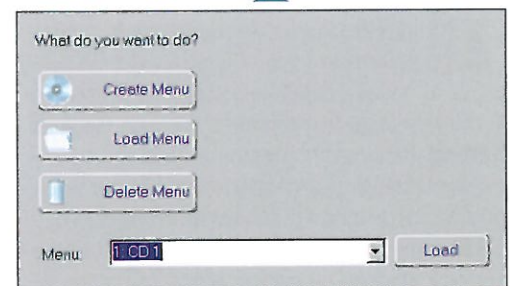 What do you want to do?
Create Menu
Load Menu
Delete Menu
Menu: 1: CD 1 Load